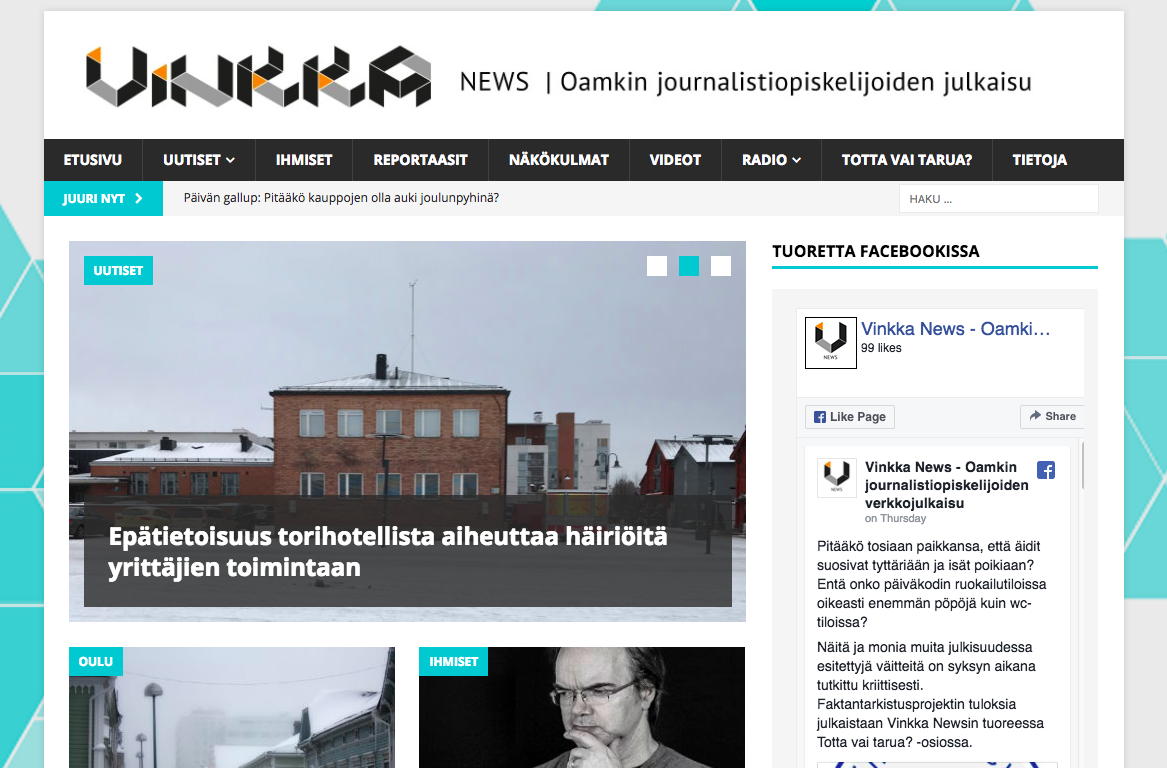 VINKKA
NEWS | Oamkin journalistiopiskelijoiden julkaisu
ETUSIVU UUTISET IHMISET REPORTAASIT NÄKÖKULMAT VIDEOT RADIO TOTTA VAI TARUA? TIETOJA
JUURI NYT Päivän gallup: Pitääkö kauppojen olla auki joulunpyhinä? HAKU ...
UUTISET
Epätietoisuus torihotellista aiheuttaa häiriöitä
yrittäjien toimintaan
OULU
IHMISET
TUORETTA FACEBOOKISSA
NEWS
Vinkka News - Oamki…
99 likes
Like Page
Share
NEWS
Vinkka News - Oamkin
journalistiopiskelijoiden
verkkojulkaisu
on Thursday
Pitääkö tosiaan paikkansa, että äidit
suosivat tyttäriään ja isät poikiaan?
Entä onko päiväkodin ruokailutiloissa
oikeasti enemmän pöpöjä kuin wc-
tiloissa?
Näitä ja monia muita julkisuudessa
esitettyjä väitteitä on syksyn aikana
tutkittu kriittisesti.
Faktantarkistusprojektin tuloksia
julkaistaan Vinkka Newsin tuoreessa
Totta vai tarua? -osiossa.